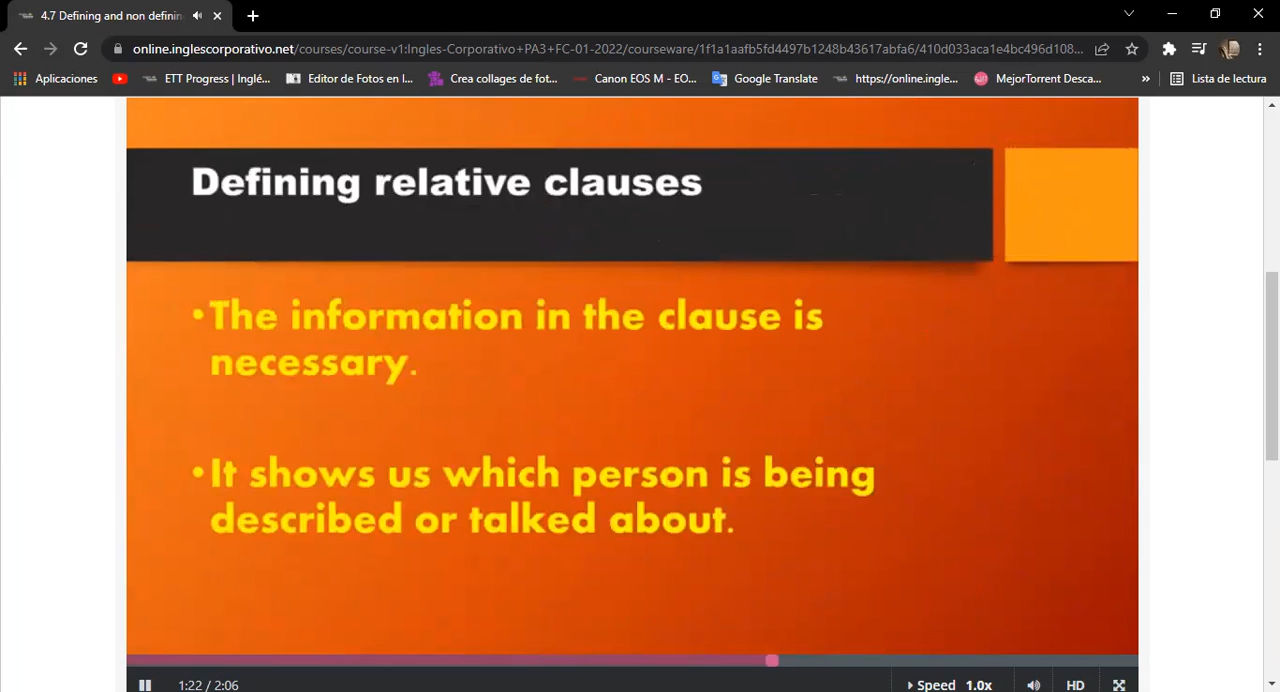 4.7 Defining and non definin
online.inglescorporativo.net/courses/course-v1:Ingles-Corporativo+PA3+FC-01-2022/courseware/1f1a1aafb5fd4497b1248b43617abfa6/410d033aca1e4bc496d108...
Aplicaciones ETT Progress | Inglé... Editor de Fotos en l... Crea collages de fot... Canon EOS M - EO... Google Translate https://online.ingle... MejorTorrent Desca... » Lista de lectura
Defining relative clauses
•The information in the clause is
necessary.
•It shows us which person is being
described or talked about.
1:22 / 2:06 Speed 1.0x HD